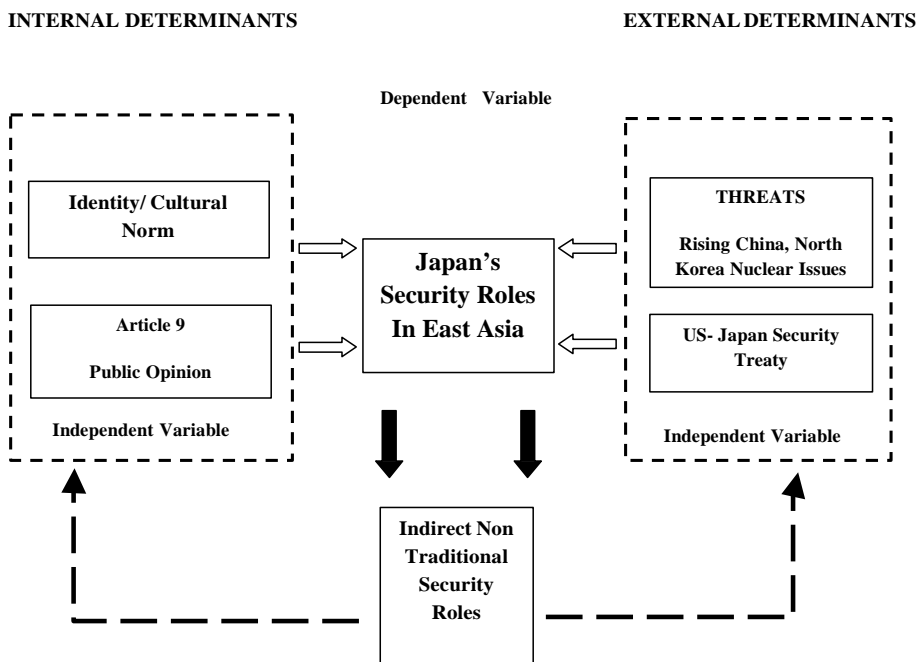 INTERNAL DETERMINANTS
EXTERNAL DETERMINANTS
Dependent Variable
Identity/ Cultural
Norm
Article 9
Public Opinion
Independent Variable
Japan’s
Security Roles
In East Asia
THREATS
Rising China, North
Korea Nuclear Issues
US- Japan Security
Treaty
Independent Variable
Indirect Non
Traditional
Security
Roles